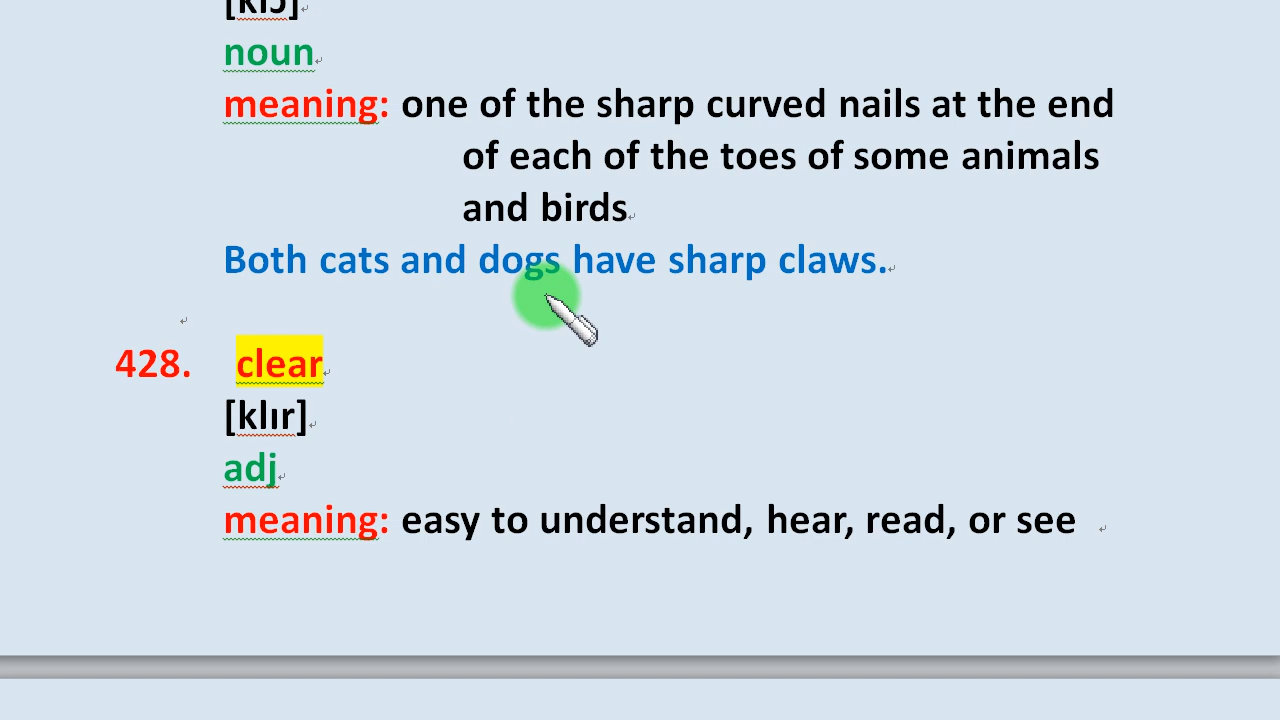 [klɔ]
noun
meaning: one of the sharp curved nails at the end
of each of the toes of some animals
and birds
Both cats and dogs have sharp claws.
428. clear
[klır]
adj
meaning: easy to understand, hear, read, or see